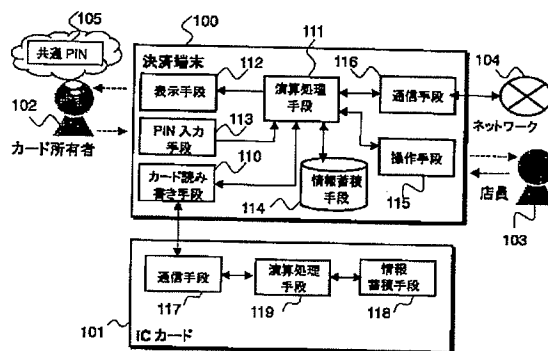 105
共通 PIN
102
カード所有者
100
決済端末
111
112
表示手段
演算処理
手段
116
通信手段
104
ネットワーク
113
PIN 入力
手段
110
カード読み
書き手段
情報蓄積
手段
114
操作手段
115
店員
103
通信手段
117
演算処理
手段
119
情報
蓄積手段
118
101
ICカード